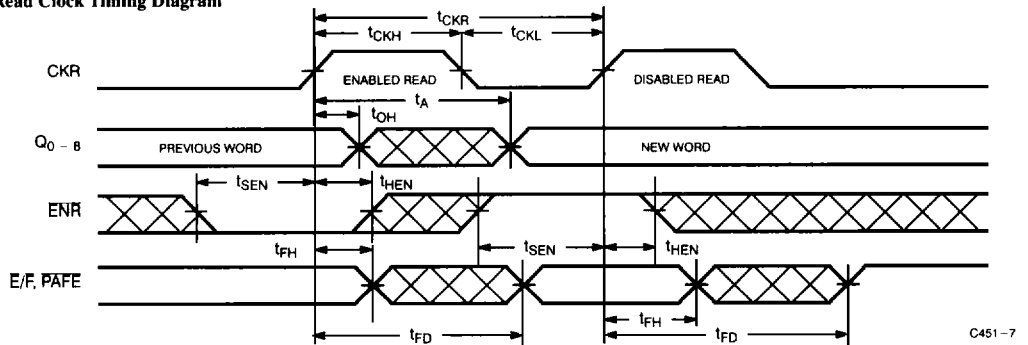 Read Clock Timing Diagram
tCKR
tCKH tCKL
CKR ENABLED READ DISABLED READ
tA
tOH
Q0 – 8 PREVIOUS WORD NEW WORD
tSEN tHEN
ENR
tFH tSEN tHEN
E/F, PAFE
tFH
tFD tFD
C451–7